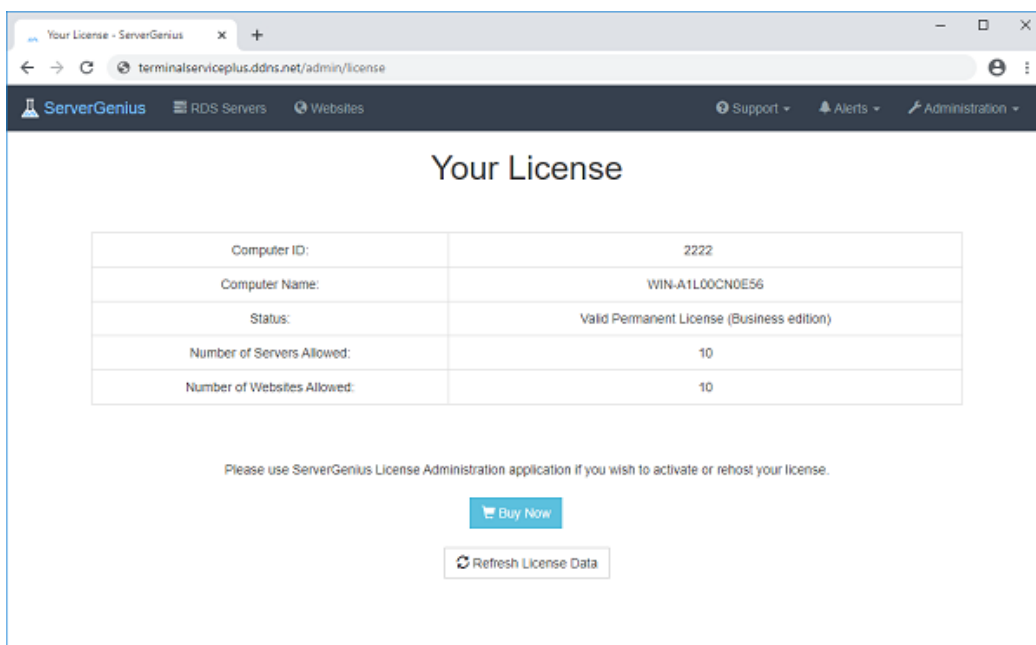 Your License - ServerGenius
terminalserviceplus.ddns.net/admin/license
ServerGenius RDS Servers Websites Support Alerts Administration
Your License
Computer ID: 2222
Computer Name: WIN-A1L00CN0E56
Status: Valid Permanent License (Business edition)
Number of Servers Allowed: 10
Number of Websites Allowed: 10
Please use ServerGenius License Administration application if you wish to activate or rehost your license.
Buy Now
Refresh License Data